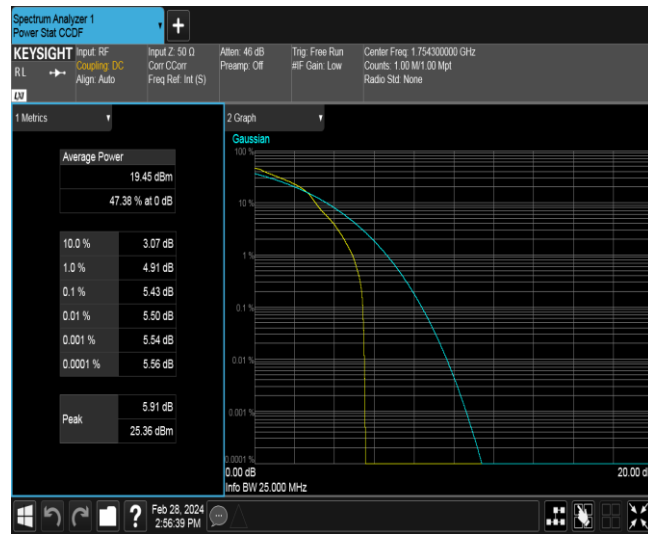 Spectrum Analyzer 1
Power Stat CCDF
+
KEYSIGHT
RL
LXI
Input: RF
Coupling: DC
Align: Auto
Input Z: 50 Ω
Corr CCorr
Freq Ref: Int (S)
Atten: 46 dB
Preamp: Off
Trig: Free Run
#IF Gain: Low
Center Freq: 1.754300000 GHz
Counts: 1.00 M/1.00 Mpt
Radio Std: None
1 Metrics
Average Power
19.45 dBm
47.38 % at 0 dB
10.0 % 3.07 dB
1.0 % 4.91 dB
0.1 % 5.43 dB
0.01 % 5.50 dB
0.001 % 5.54 dB
0.0001 % 5.56 dB
Peak
5.91 dB
25.36 dBm
2 Graph
Gaussian
100 %
10 %
1 %
0.1 %
0.01 %
0.001 %
0.0001 %
0.00 dB
20.00 d
Info BW 25.000 MHz
?
Feb 28, 2024
2:56:39 PM